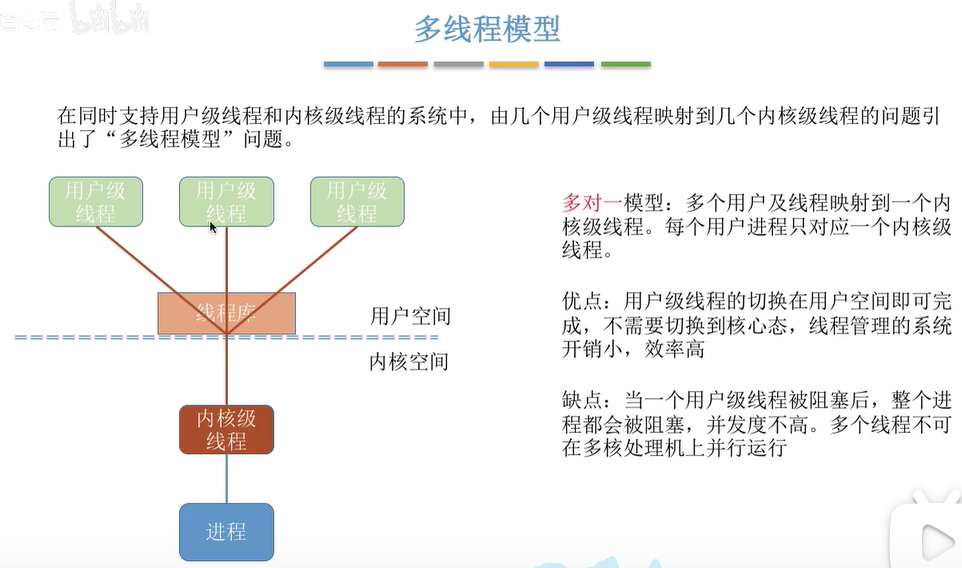 bilibili
多线程模型
在同时支持用户级线程和内核级线程的系统中，由几个用户级线程映射到几个内核级线程的问题引
出了“多线程模型”问题。
用户级
线程
用户级
线程
用户级
线程
线程库
用户空间
内核空间
内核级
线程
进程
多对一模型：多个用户及线程映射到一个内
核级线程。每个用户进程只对应一个内核级
线程。
优点：用户级线程的切换在用户空间即可完
成，不需要切换到核心态，线程管理的系统
开销小，效率高
缺点：当一个用户级线程被阻塞后，整个进
程都会被阻塞，并发度不高。多个线程不可
在多核处理机上并行运行